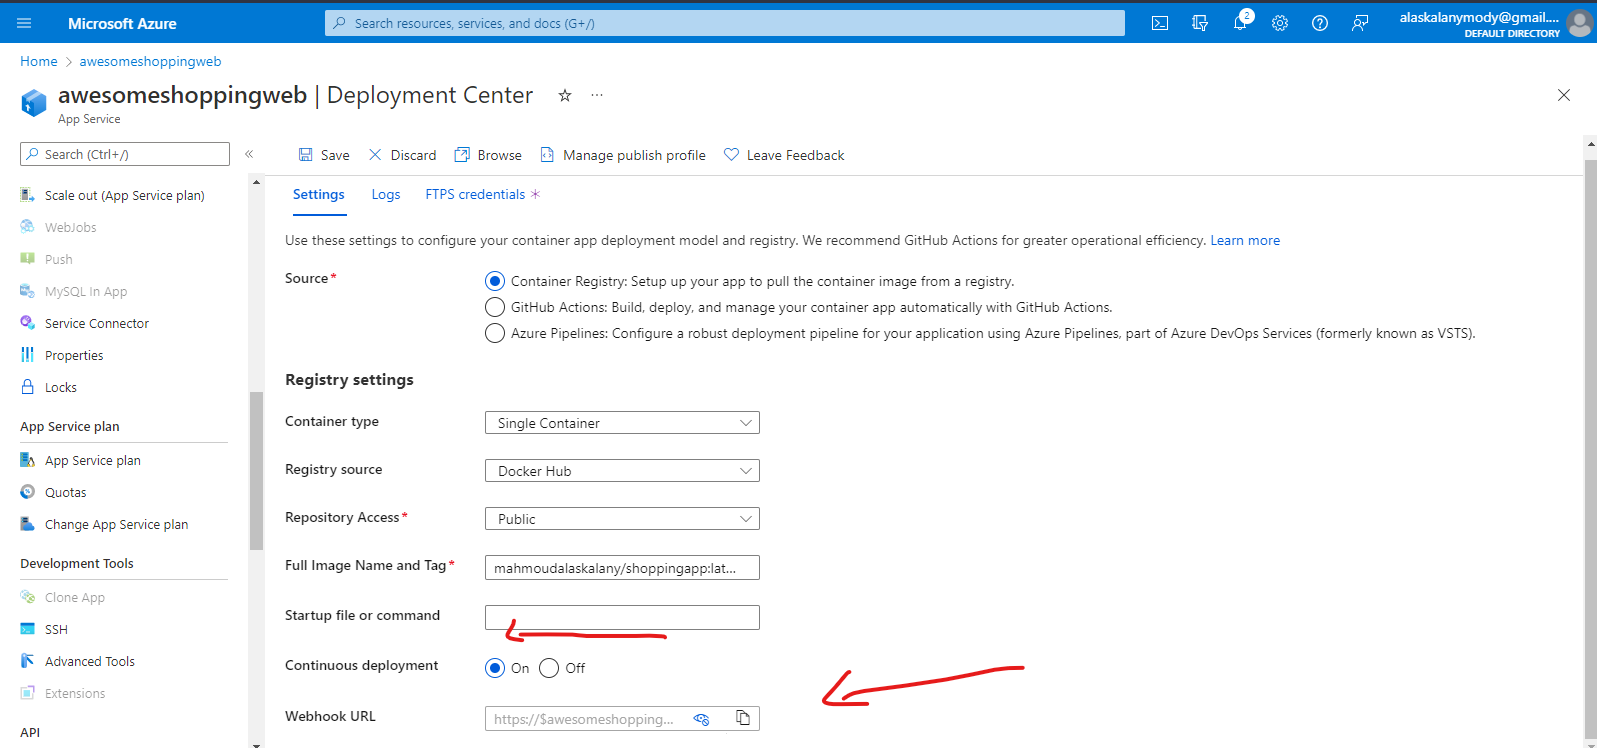 Microsoft Azure
Search resources, services, and docs (G+/)
2
alaskalanymody@gmail....
DEFAULT DIRECTORY
Home > awesomeshoppingweb
awesomeshoppingweb | Deployment Center
App Service
Search (Ctrl+/)
Save
Discard
Browse
Manage publish profile
Leave Feedback
Scale out (App Service plan)
WebJobs
Push
MySQL In App
Service Connector
Properties
Locks
App Service plan
App Service plan
Quotas
Change App Service plan
Development Tools
Clone App
SSH
Advanced Tools
Extensions
API
Settings
Logs
FTPS credentials *
Use these settings to configure your container app deployment model and registry. We recommend GitHub Actions for greater operational efficiency. Learn more
Source*
Container Registry: Setup up your app to pull the container image from a registry.
GitHub Actions: Build, deploy, and manage your container app automatically with GitHub Actions.
Azure Pipelines: Configure a robust deployment pipeline for your application using Azure Pipelines, part of Azure DevOps Services (formerly known as VSTS).
Registry settings
Container type
Single Container
Registry source
Docker Hub
Repository Access*
Public
Full Image Name and Tag*
mahmoudalaskalany/shoppingapp:lat...
Startup file or command
Continuous deployment
On
Off
Webhook URL
https://$awesomeshopping...